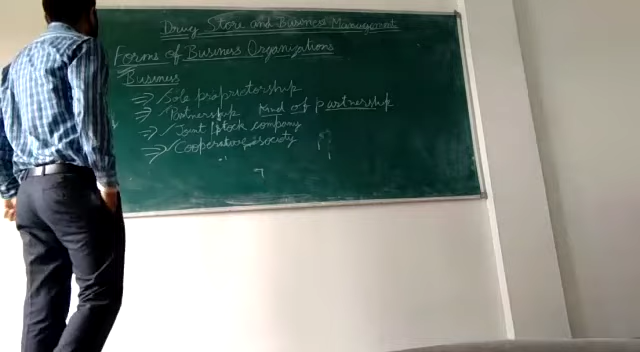 Drug Store and Business Management
Forms of Business Organizations
Business
Sole proprietorship
Partnership Kind of partnership
Joint stock company
Cooperative society